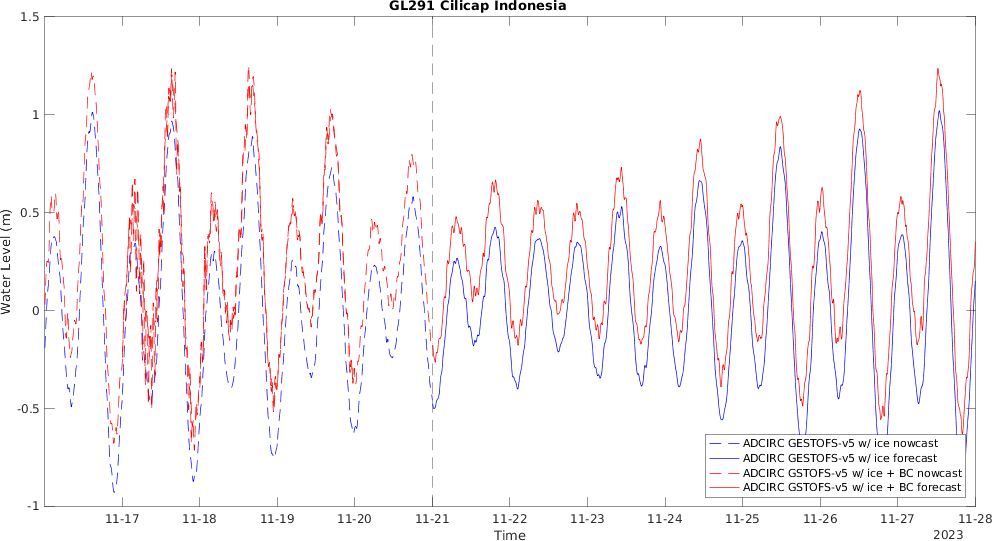 GL291 Cilicap Indonesia
1.5
1
0.5
0
-0.5
-1
Water Level (m)
11-17 11-18 11-19 11-20 11-21 11-22 11-23 11-24 11-25 11-26 11-27 11-28
Time
2023
ADCIRC GESTOFS-v5 w/ ice nowcast
ADCIRC GESTOFS-v5 w/ ice forecast
ADCIRC GSTOFS-v5 w/ ice + BC nowcast
ADCIRC GSTOFS-v5 w/ ice + BC forecast